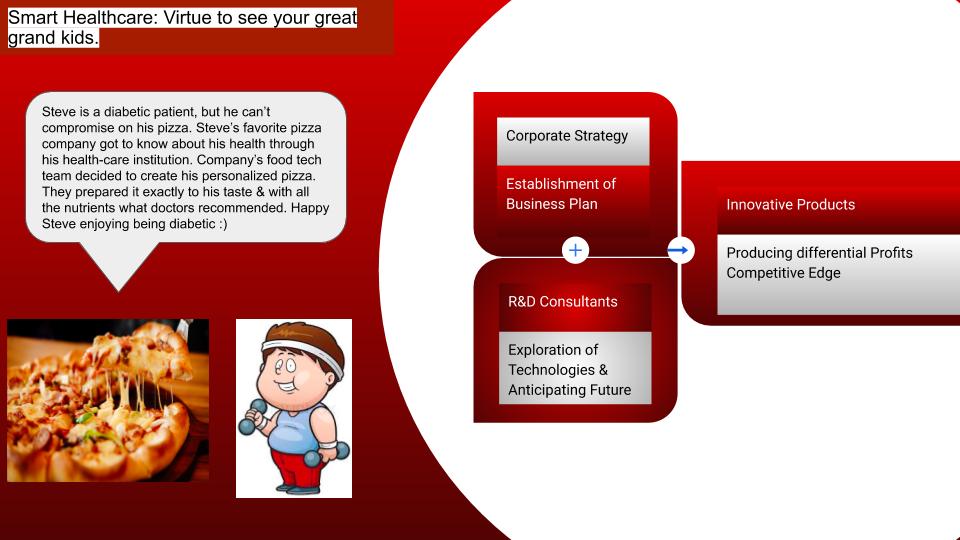 Smart Healthcare: Virtue to see your great
grand kids.
Steve is a diabetic patient, but he can't
compromise on his pizza. Steve's favorite pizza
company got to know about his health through
his health-care institution. Company's food tech
team decided to create his personalized pizza.
They prepared it exactly to his taste & with all
the nutrients what doctors recommended. Happy
Steve enjoying being diabetic :)
Corporate Strategy
Establishment of
Business Plan
R&D Consultants
Exploration of
Technologies &
Anticipating Future
Innovative Products
Producing differential Profits
Competitive Edge